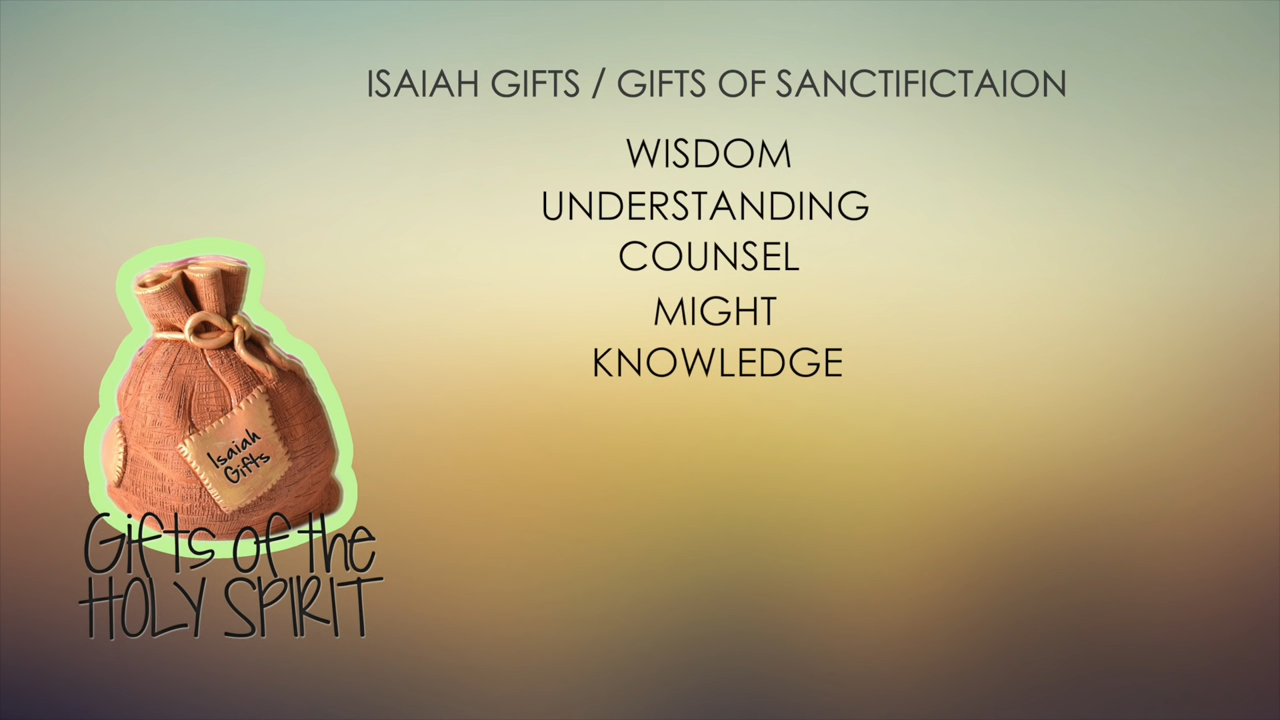 ISAIAH GIFTS / GIFTS OF SANCTIFICTAION
WISDOM
UNDERSTANDING
COUNSEL
MIGHT
KNOWLEDGE
Isaiah
Gifts
Gifts of the
HOLY SPIRIT